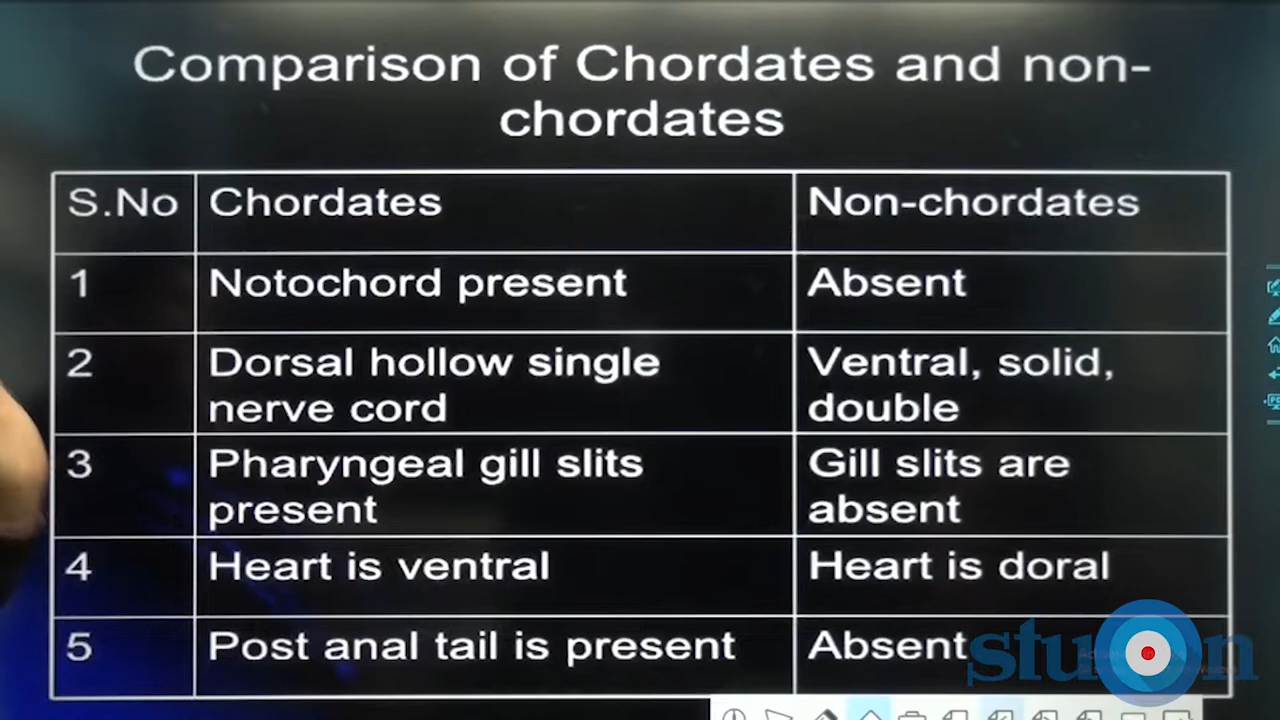 Comparison of Chordates and non-
chordates
S.No Chordates Non-chordates
1 Notochord present Absent
2 Dorsal hollow single Ventral, solid,
nerve cord double
3 Pharyngeal gill slits Gill slits are
present absent
4 Heart is ventral Heart is doral
5 Post anal tail is present Absent
stuon